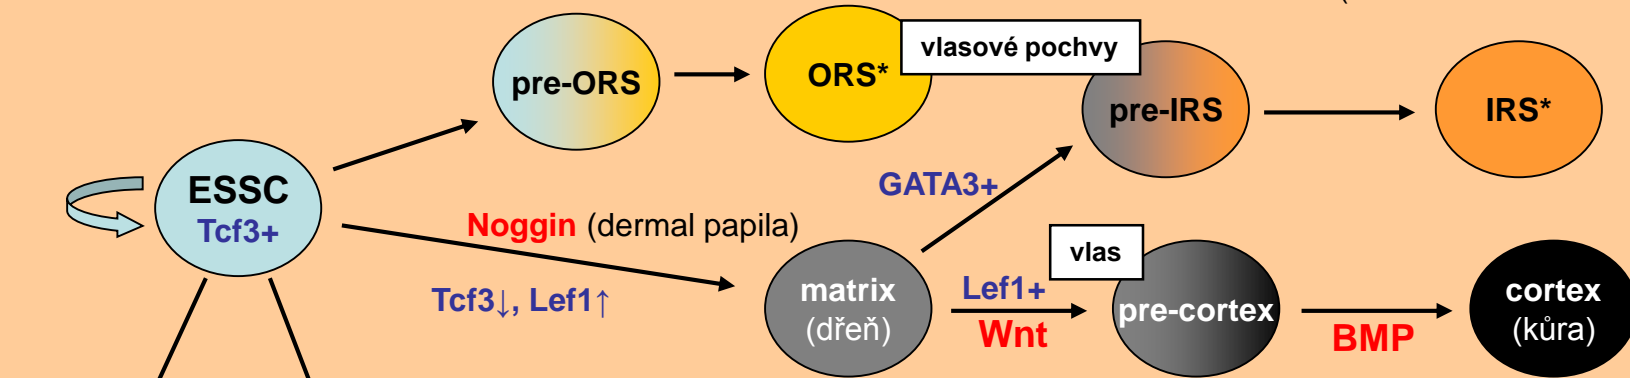 (
vlasové pochvy
pre-ORS
ORS*
pre-IRS
IRS*
ESSC
Tcf3+
GATA3+
Noggin (dermal papila)
vlas
Tcf3↓, Lef1↑
matrix
(dřeň)
Lef1+
Wnt
pre-cortex
BMP
cortex
(kůra)